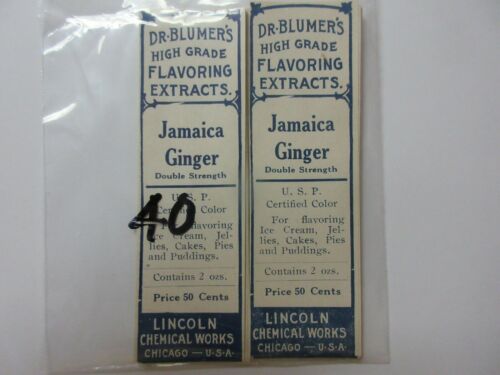 DR. BLUMER'S
HIGH GRADE
FLAVORING
EXTRACTS.
Jamaica
Ginger
Double Strength
U. S. P.
Certified Color
For flavoring
Ice Cream, Jel-
lies, Cakes, Pies
and Puddings.
Contains 2 ozs.
Price 50 Cents
LINCOLN
CHEMICAL WORKS
CHICAGO — U·S·A·
40
DR. BLUMER'S
HIGH GRADE
FLAVORING
EXTRACTS.
Jamaica
Ginger
Double Strength
U. S. P.
Certified Color
For flavoring
Ice Cream, Jel-
lies, Cakes, Pies
and Puddings.
Contains 2 ozs.
Price 50 Cents
LINCOLN
CHEMICAL WORKS
CHICAGO — U·S·A·